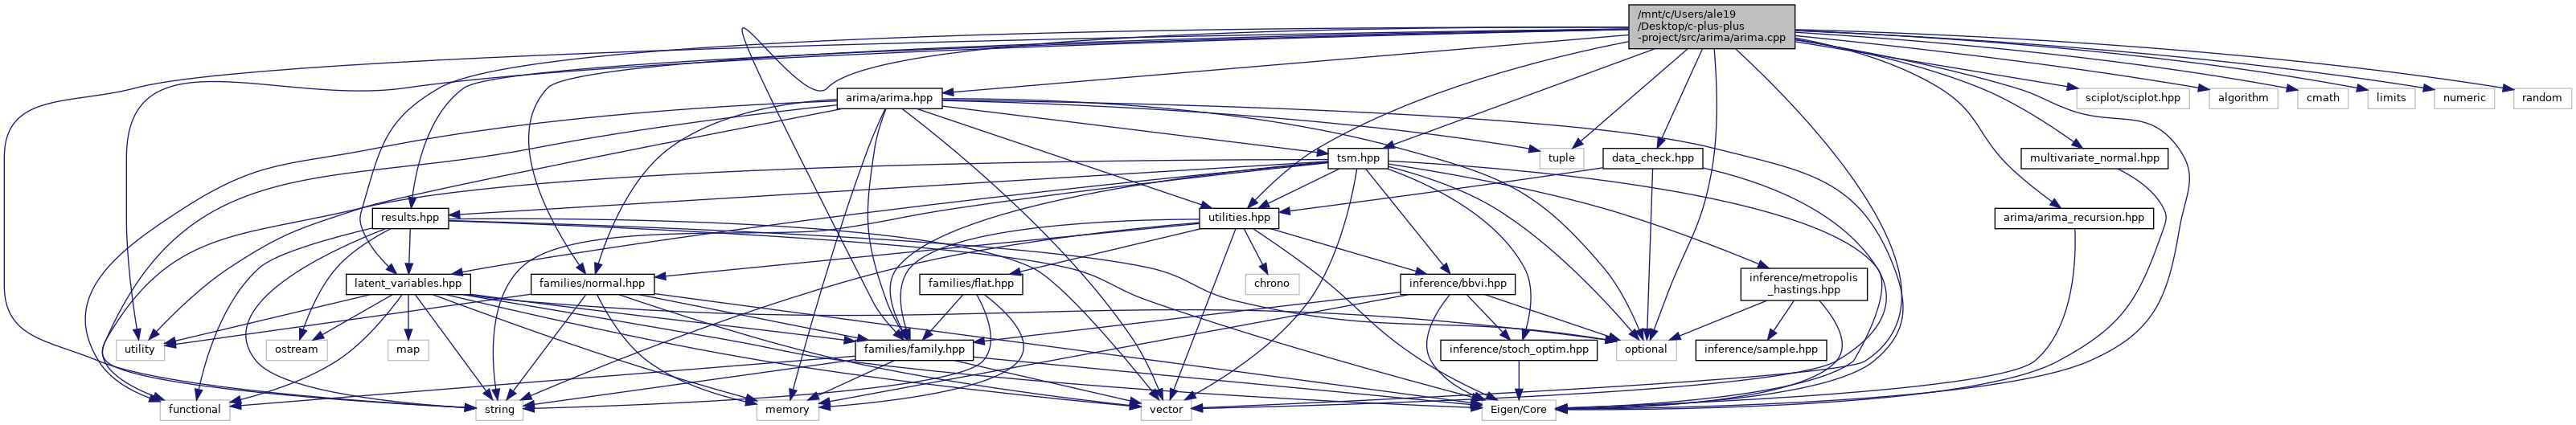 /mnt/c/Users/ale19
/Desktop/c-plus-plus
-project/src/arima/arima.cpp
arima/arima.hpp
sciplot/sciplot.hpp
algorithm
cmath
limits
numeric
random
tuple
tsm.hpp
data_check.hpp
multivariate_normal.hpp
results.hpp
utilities.hpp
arima/arima_recursion.hpp
latent_variables.hpp
families/normal.hpp
families/flat.hpp
chrono
inference/bbvi.hpp
inference/metropolis
_hastings.hpp
utility
ostream
map
families/family.hpp
inference/stoch_optim.hpp
optional
inference/sample.hpp
functional
string
memory
vector
Eigen/Core